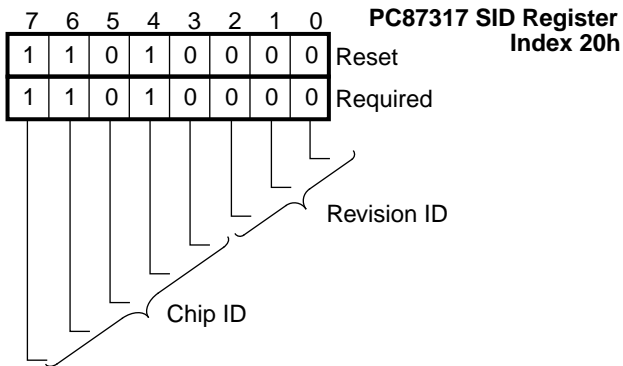 7 6 5 4 3 2 1 0
PC87317 SID Register
Index 20h
1 1 0 1 0 0 0 0 Reset
1 1 0 1 0 0 0 0 Required
Revision ID
Chip ID